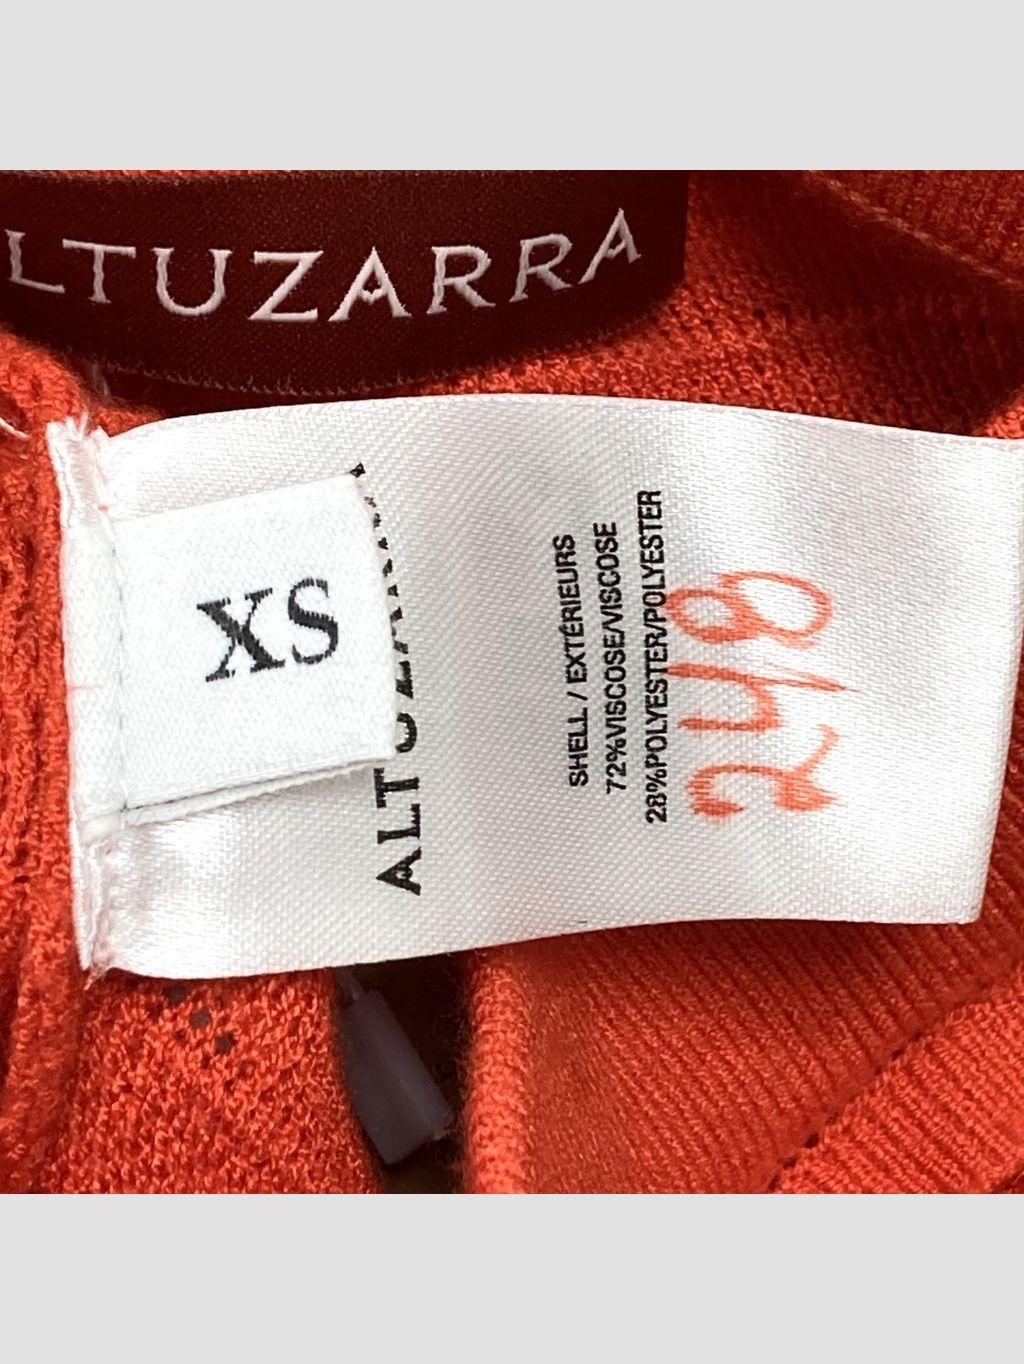 LTUZARRA
XS
ALTUZARRA
SHELL / EXTÉRIEURS
72%VISCOSE/VISCOSE
28%POLYESTER/POLYESTER
248